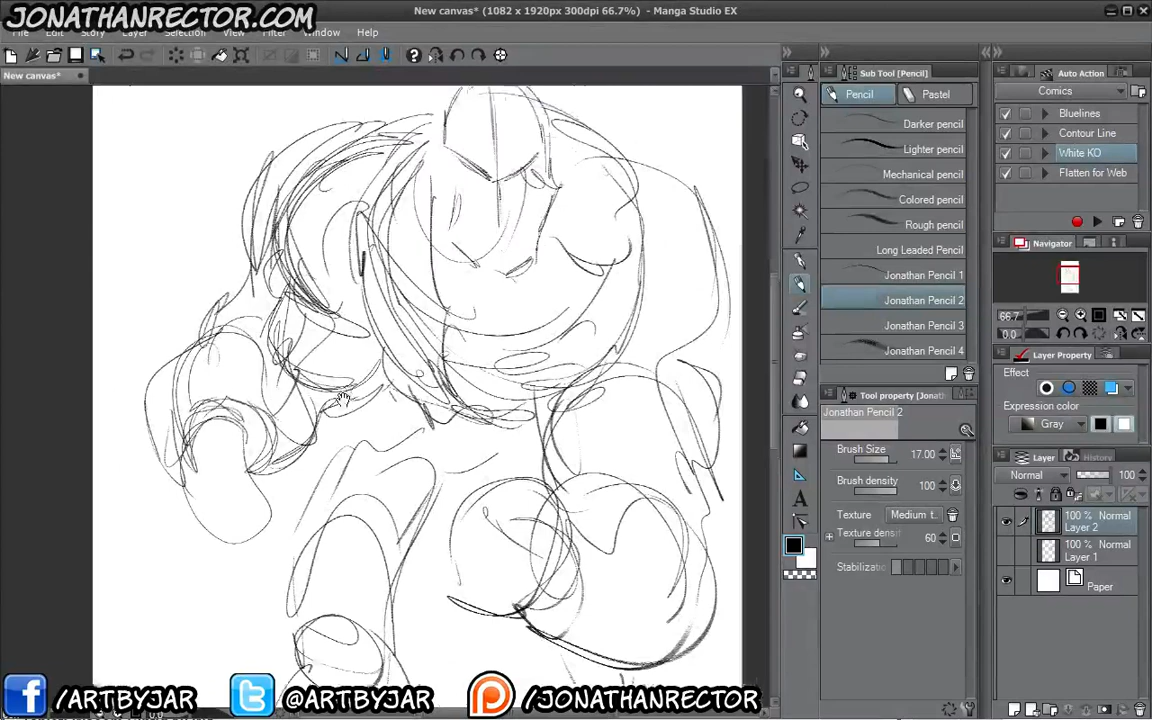 JONATHANRECTOR.COM
New canvas* (1082 x 1920px 300dpi 66.7%) - Manga Studio EX
File Edit Story Layer Selection View Filter Window Help
New canvas*
Sub Tool [Pencil]
Pencil
Pastel
Darker pencil
Lighter pencil
Mechanical pencil
Colored pencil
Rough pencil
Long Leaded Pencil
Jonathan Pencil 1
Jonathan Pencil 2
Jonathan Pencil 3
Jonathan Pencil 4
Tool property [Jonath
Jonathan Pencil 2
Brush Size 17.00
Brush density 100
Texture Medium t..
Texture densi 60
Stabilizatic
Auto Action
Comics
Bluelines
Contour Line
White KO
Flatten for Web
Navigator
66.7
0.0
Layer Property
Effect
Expression color
Gray
Layer
History
Normal 100
100 % Normal
Layer 2
100 % Normal
Layer 1
Paper
/ARTBYJAR
@ARTBYJAR
/JONATHANRECTOR